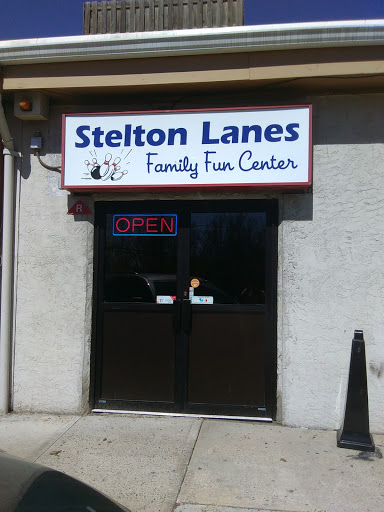 Stelton Lanes
Family Fun Center
R
OPEN